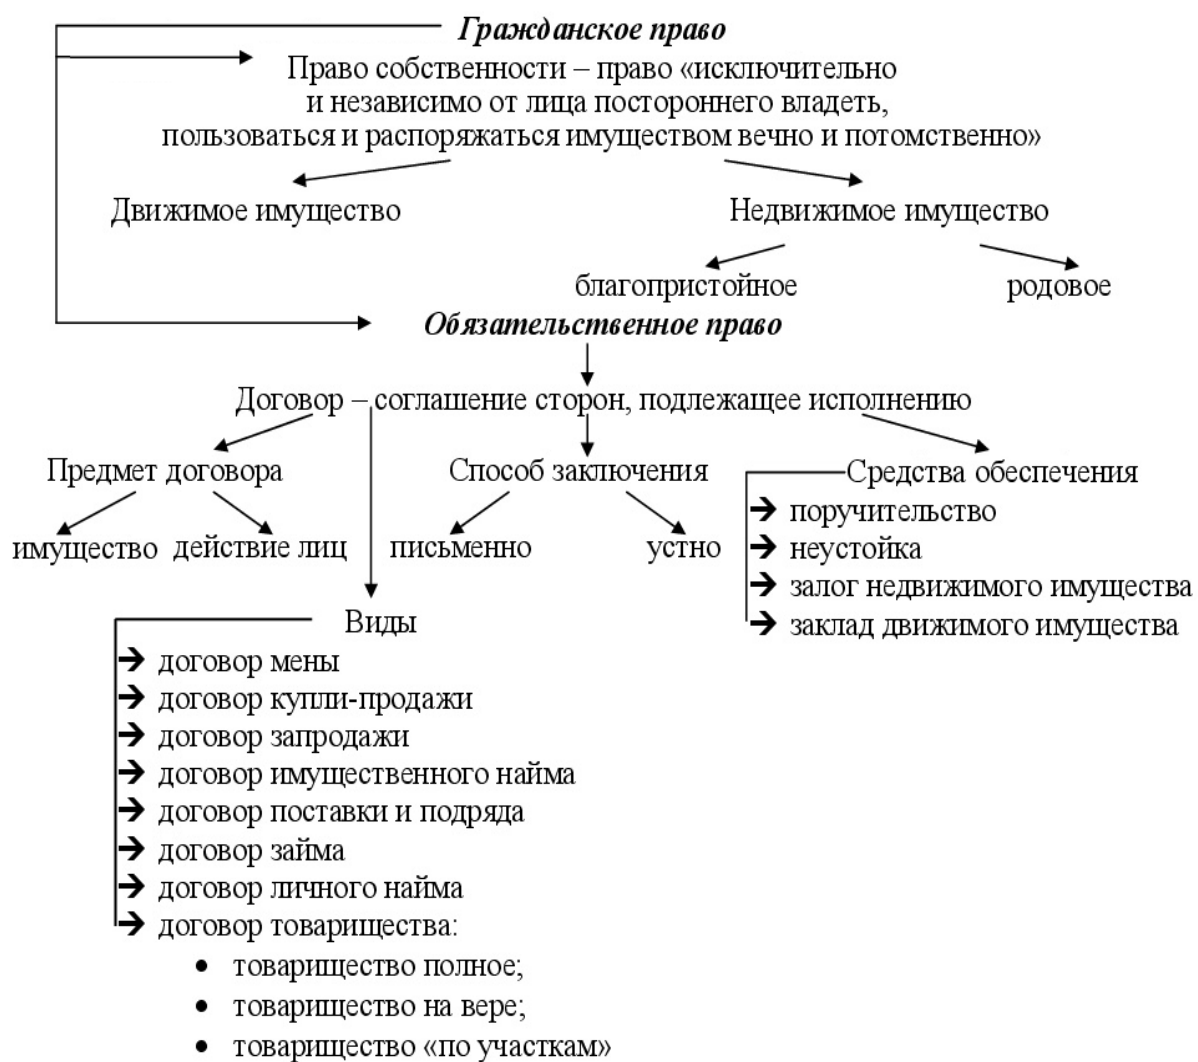 Гражданское право
Право собственности – право «исключительно
и независимо от лица постороннего владеть,
пользоваться и распоряжаться имуществом вечно и потомственно»
Движимое имущество
Недвижимое имущество
благопристойное
родовое
Обязательственное право
Договор – соглашение сторон, подлежащее исполнению
Предмет договора
имущество
действие лиц
Способ заключения
письменно
устно
Средства обеспечения
поручительство
неустойка
залог недвижимого имущества
заклад движимого имущества
Виды
договор мены
договор купли-продажи
договор запродажи
договор имущественного найма
договор поставки и подряда
договор займа
договор личного найма
договор товарищества:
• товарищество полное;
• товарищество на вере;
• товарищество «по участкам»